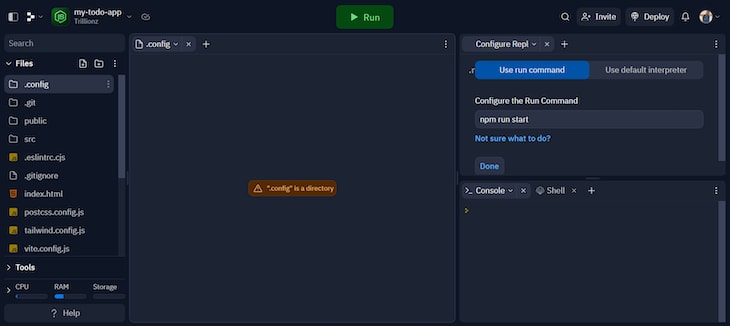 my-todo-app
Trillionz
Run
Invite
Deploy
Search
Files
.config
.git
public
src
.eslintrc.cjs
.gitignore
index.html
postcss.config.js
tailwind.config.js
vite.config.js
Tools
CPU RAM Storage
? Help
.config
".config" is a directory
Configure Repl
.r Use run command Use default interpreter
Configure the Run Command
npm run start
Not sure what to do?
Done
Console Shell
>